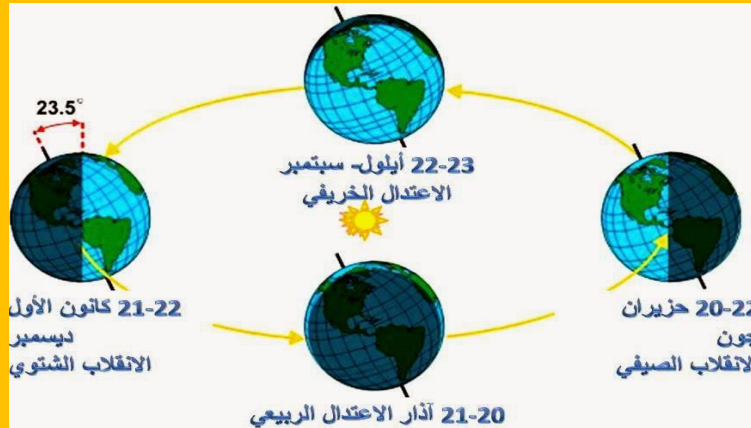 23.5°
22-23 أيلول- سبتمبر
الاعتدال الخريفي
21-22 كانون الأول
ديسمبر
الانقلاب الشتوي
20-22 حزيران
جون
الانقلاب الصيفي
21-20 آذار الاعتدال الربيعي